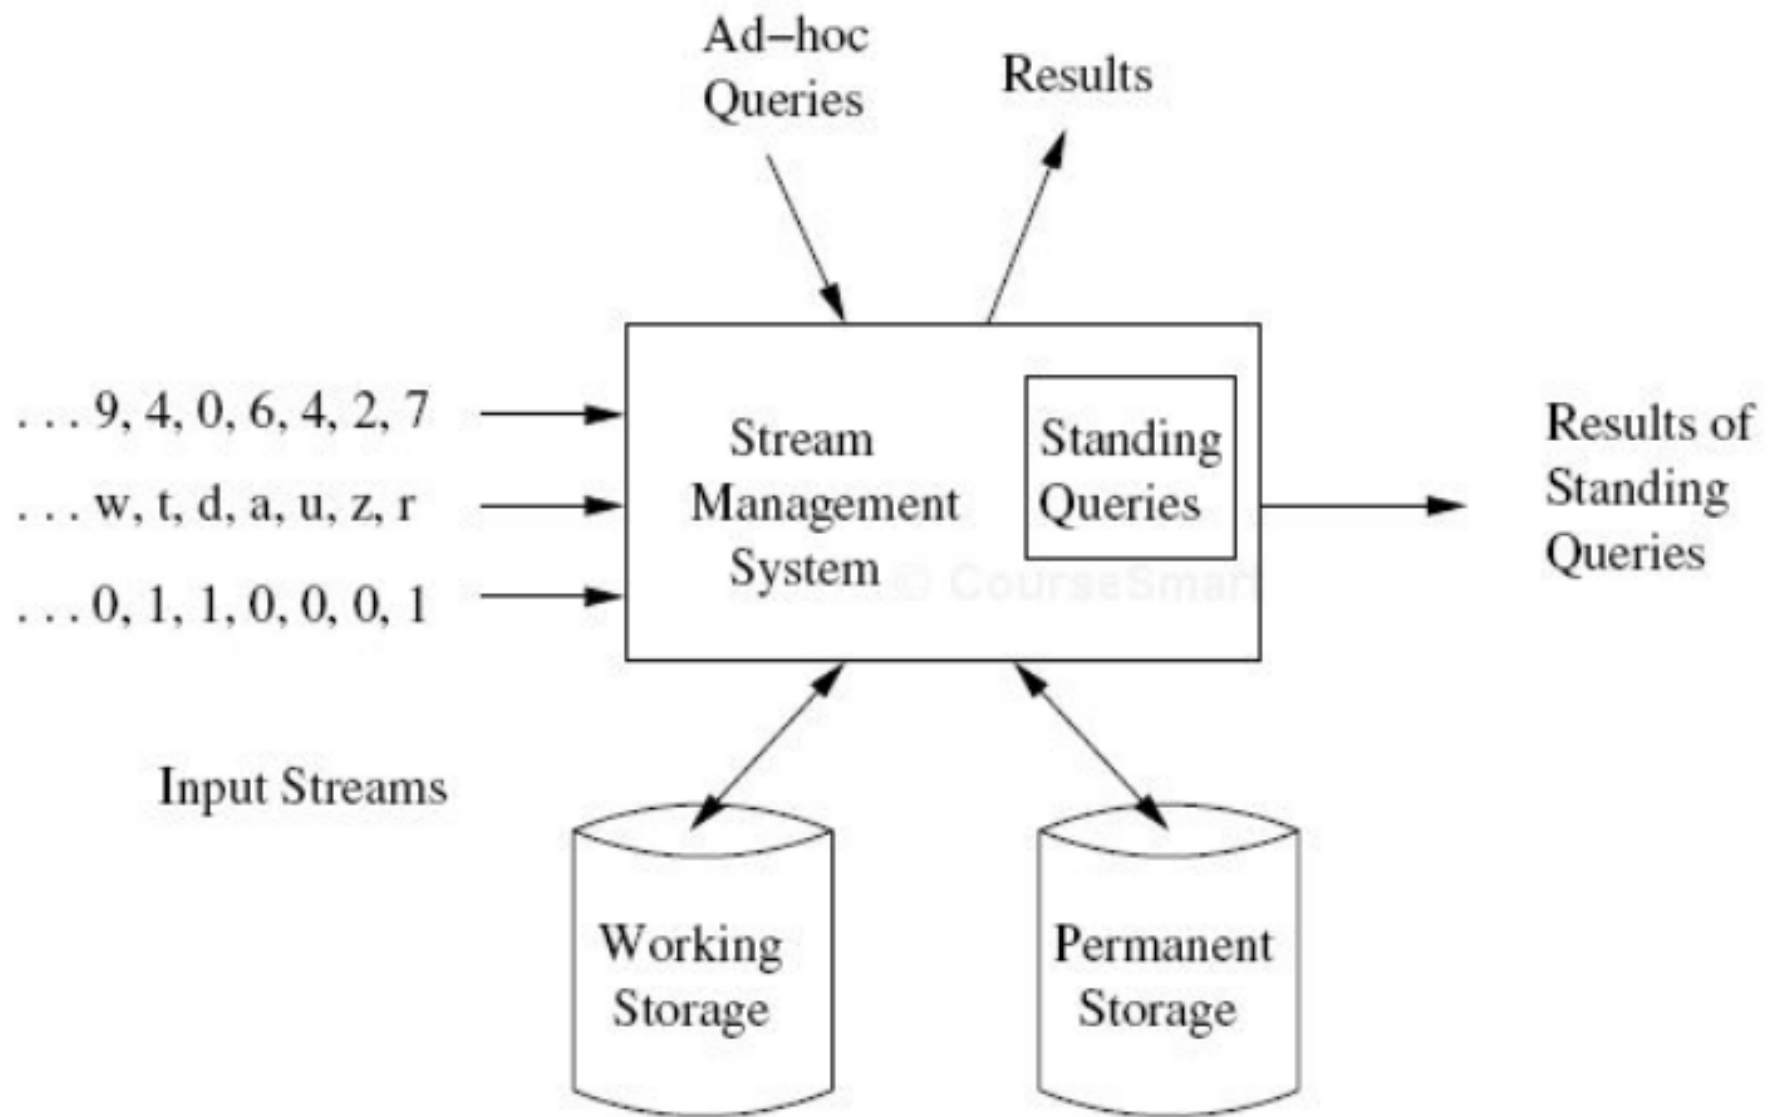 Ad–hoc
Queries
Results
. . . 9, 4, 0, 6, 4, 2, 7
. . . w, t, d, a, u, z, r
. . . 0, 1, 1, 0, 0, 0, 1
Input Streams
Stream
Management
System
Standing
Queries
© CourseSmart
Results of
Standing
Queries
Working
Storage
Permanent
Storage